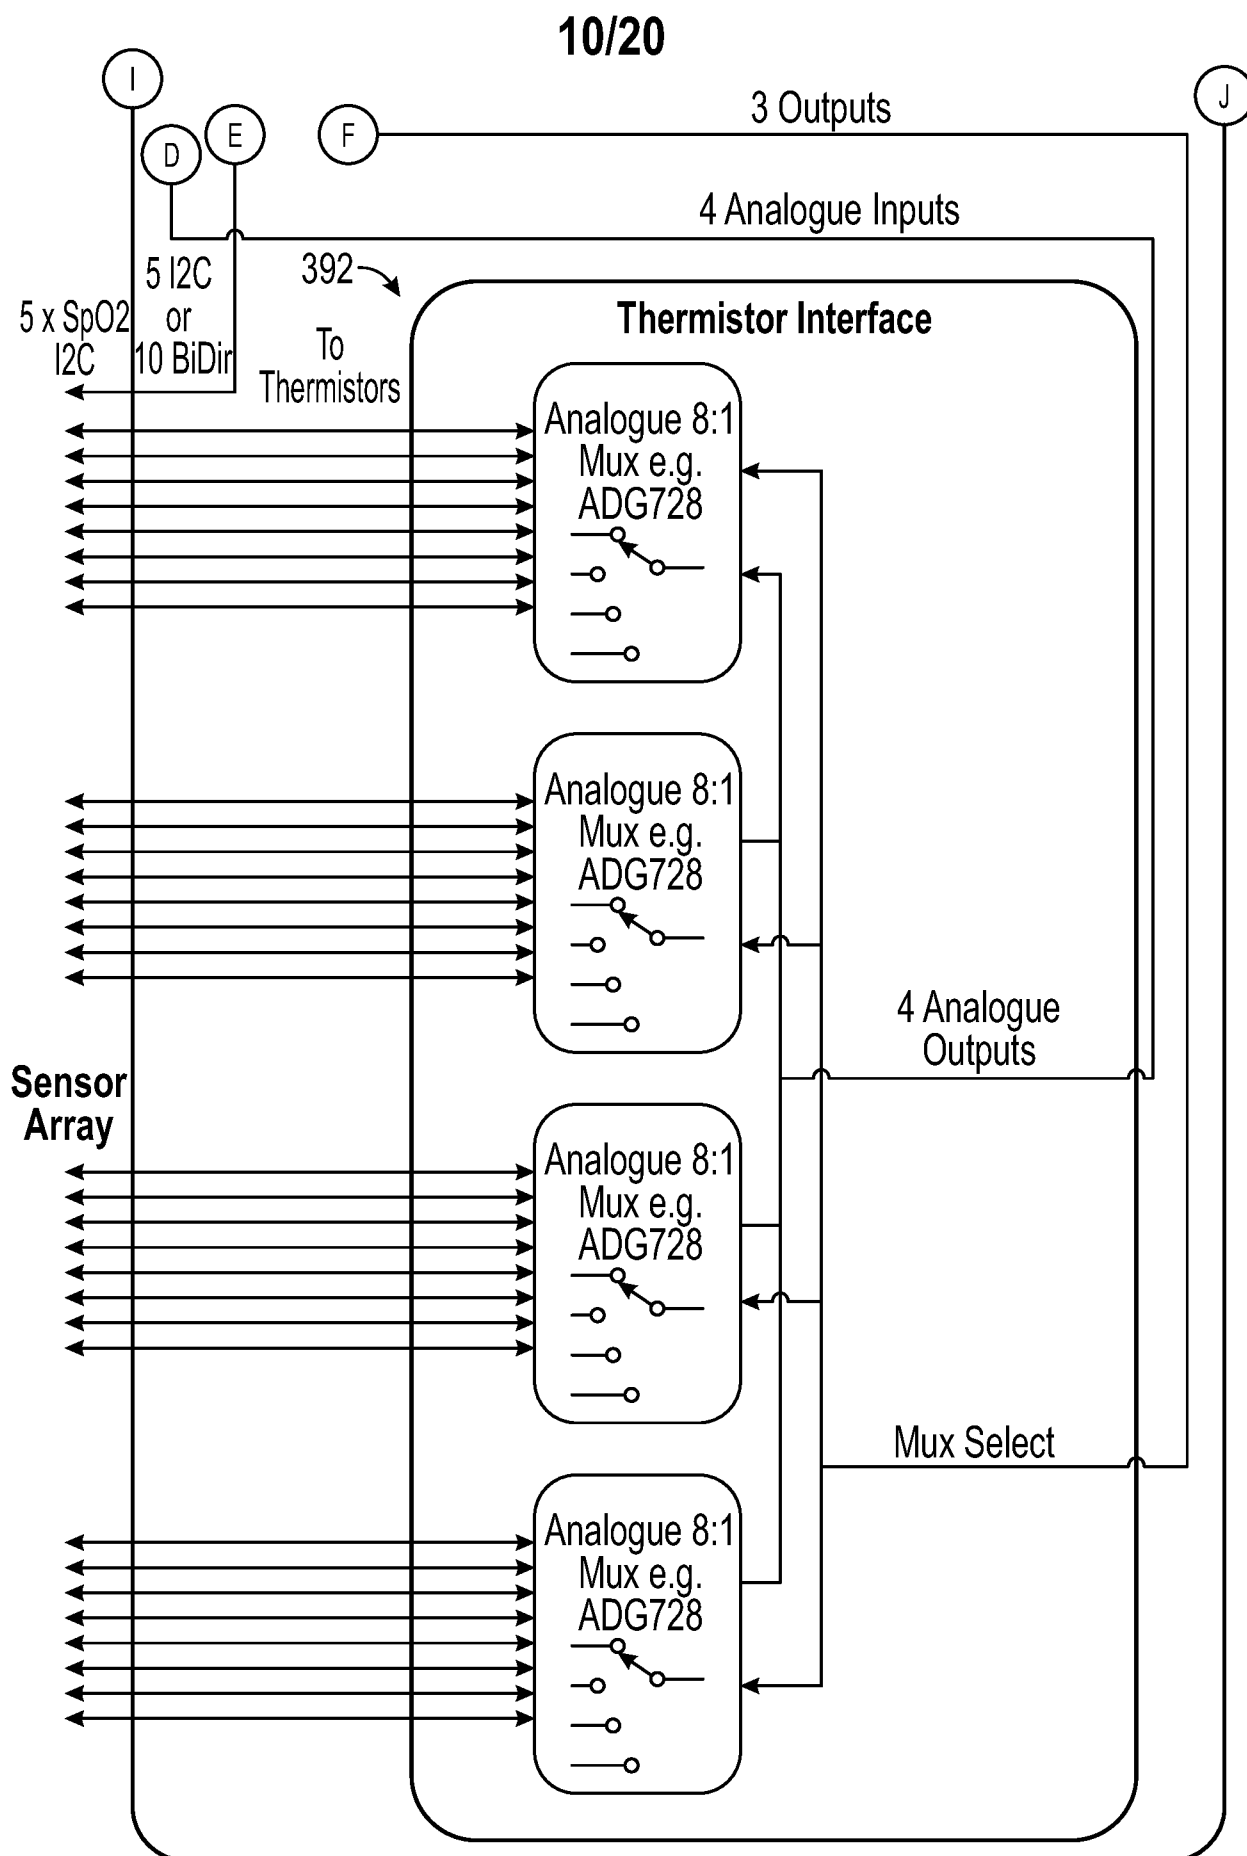 10/20
I
J
D
E
F
3 Outputs
4 Analogue Inputs
5 x SpO2
I2C
5 I2C
or
10 BiDir
392
To
Thermistors
Thermistor Interface
Analogue 8:1
Mux e.g.
ADG728
Analogue 8:1
Mux e.g.
ADG728
4 Analogue
Outputs
Sensor
Array
Analogue 8:1
Mux e.g.
ADG728
Mux Select
Analogue 8:1
Mux e.g.
ADG728